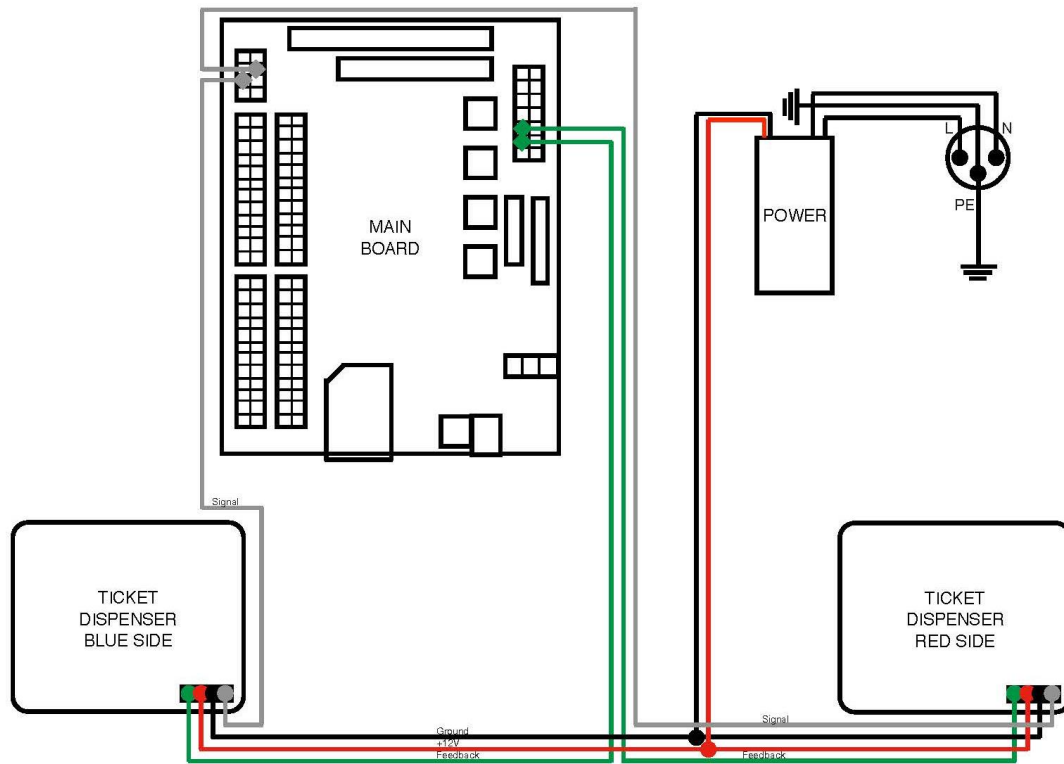 MAIN
BOARD
L
N
PE
POWER
Signal
TICKET
DISPENSER
BLUE SIDE
TICKET
DISPENSER
RED SIDE
Signal
Ground
+12V
Feedback
Feedback